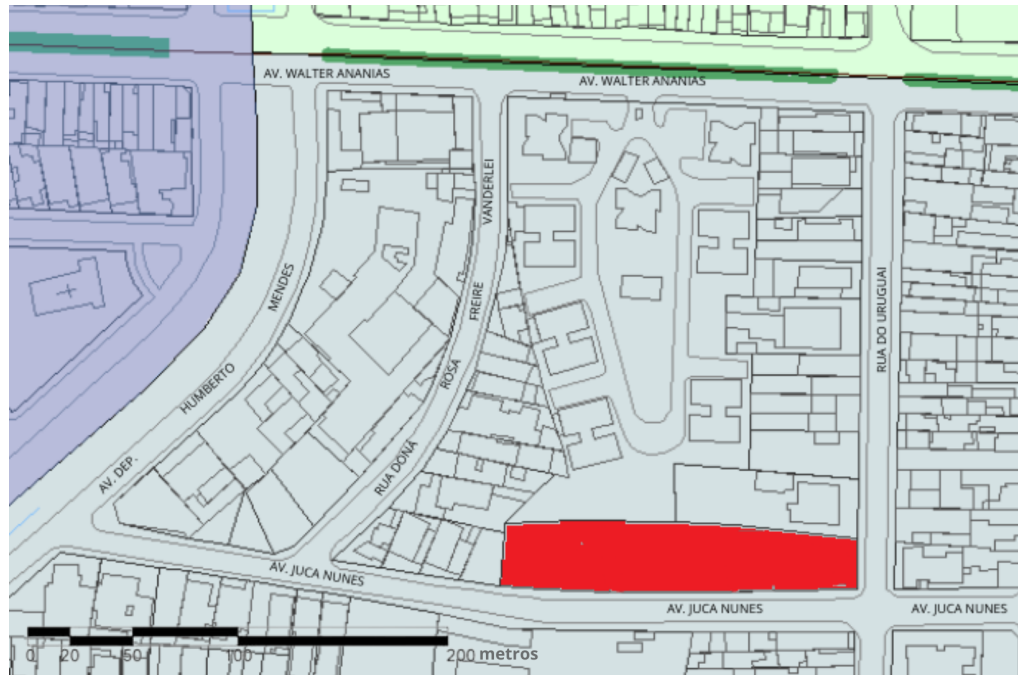 AV. WALTER ANANIAS
AV. WALTER ANANIAS
VANDERLEI
MENDES
FREIRE
RUA DO URUGUAI
HUMBERTO
ROSA
AV. DEP.
RUA DONA
AV. JUCA NUNES
AV. JUCA NUNES
AV. JUCA NUNES
0 20 50 100 200 metros